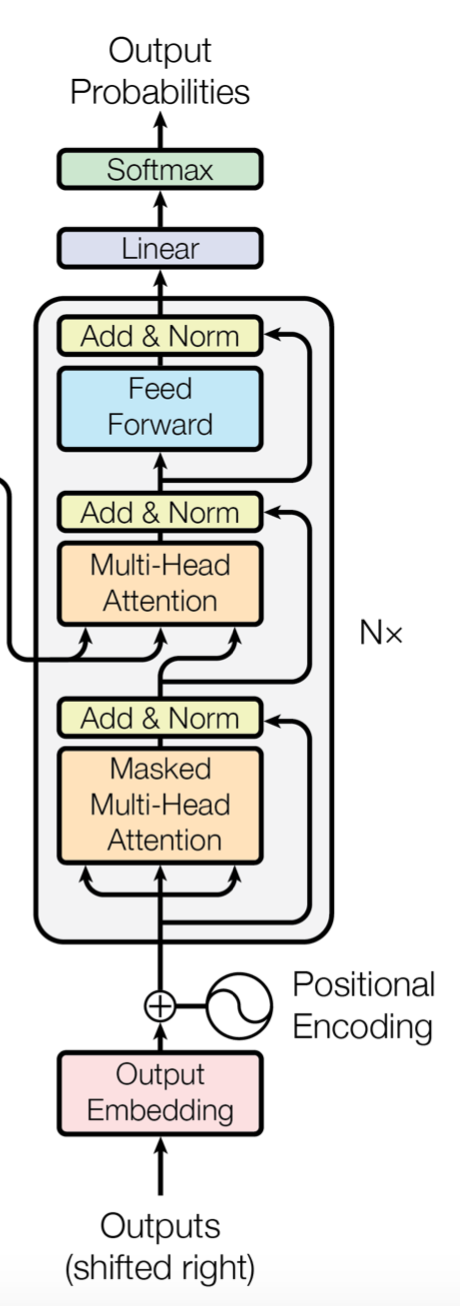 Output
Probabilities
Softmax
Linear
Add & Norm
Feed
Forward
Add & Norm
Multi-Head
Attention
N×
Add & Norm
Masked
Multi-Head
Attention
Positional
Encoding
Output
Embedding
Outputs
(shifted right)